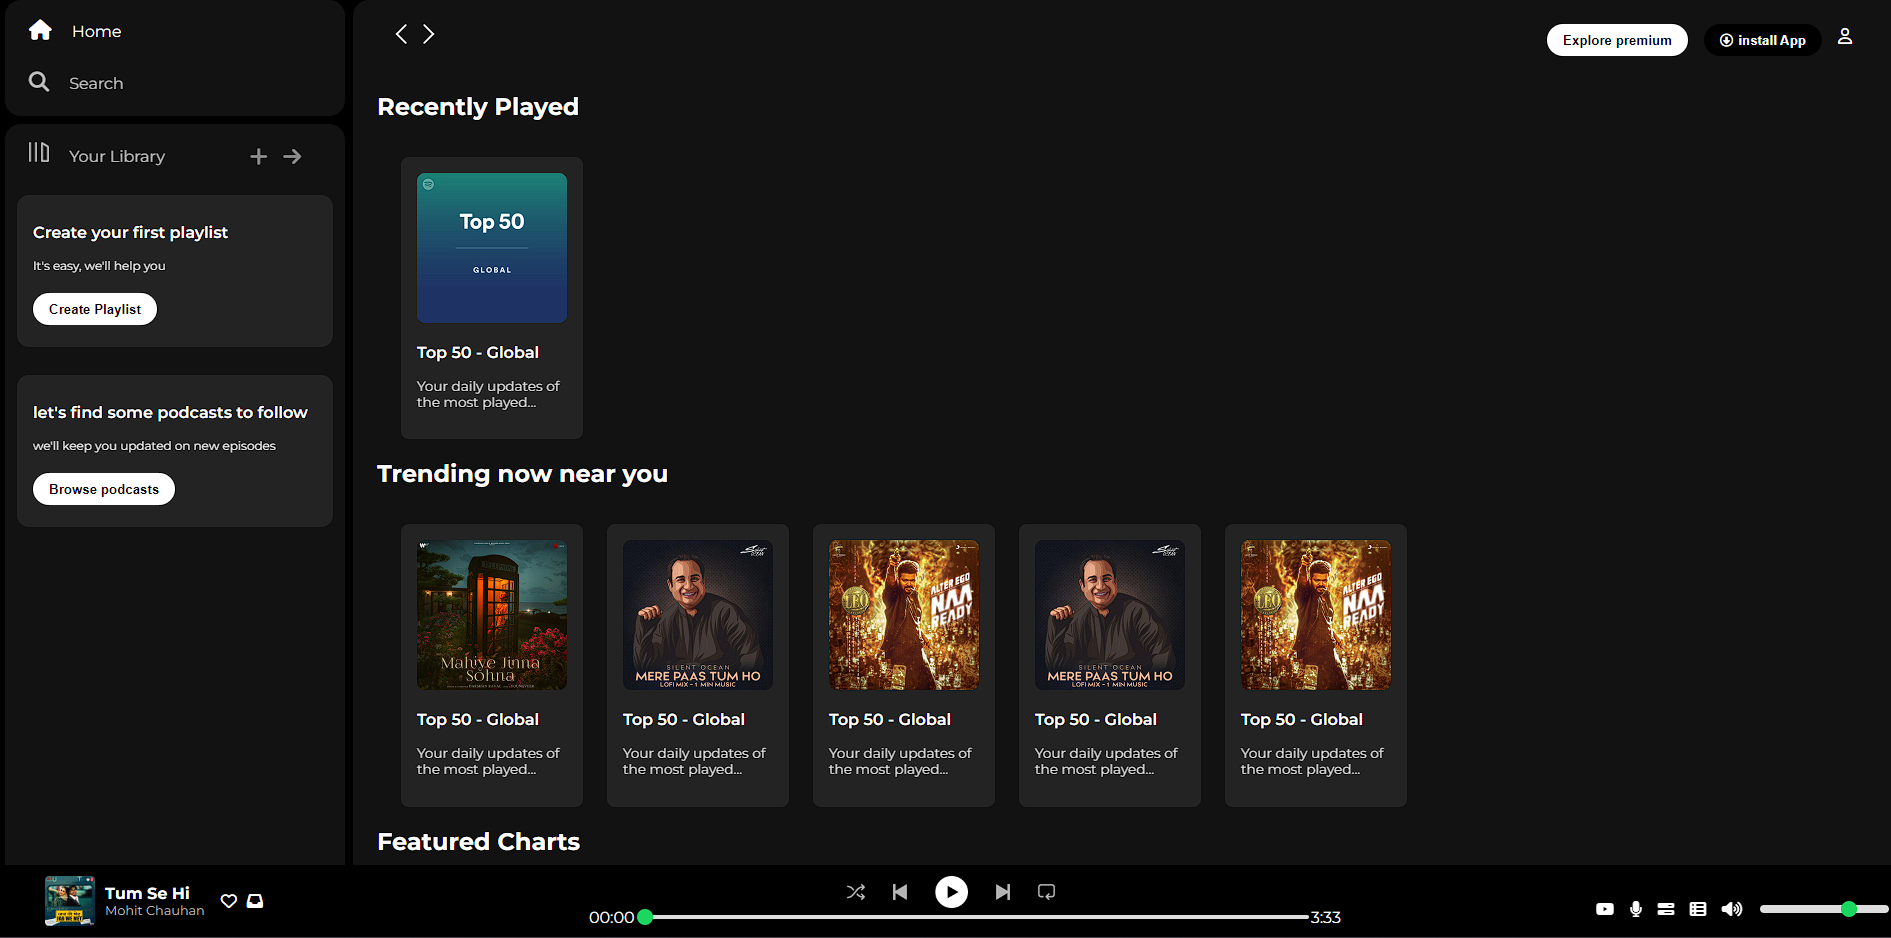 Home
Search
Your Library
Create your first playlist
It's easy, we'll help you
Create Playlist
let's find some podcasts to follow
we'll keep you updated on new episodes
Browse podcasts
Explore premium
install App
Recently Played
Top 50
GLOBAL
Top 50 - Global
Your daily updates of
the most played...
Trending now near you
Mahiye Jinna
Sohna
Top 50 - Global
Your daily updates of
the most played...
SILENT OCEAN
MERE PAAS TUM HO
LOFI MIX - 1 MIN MUSIC
Top 50 - Global
Your daily updates of
the most played...
LEO
ALTER EGO
NAA
READY
Top 50 - Global
Your daily updates of
the most played...
SILENT OCEAN
MERE PAAS TUM HO
LOFI MIX - 1 MIN MUSIC
Top 50 - Global
Your daily updates of
the most played...
LEO
ALTER EGO
NAA
READY
Top 50 - Global
Your daily updates of
the most played...
Featured Charts
Tum Se Hi
Mohit Chauhan
00:00
3:33